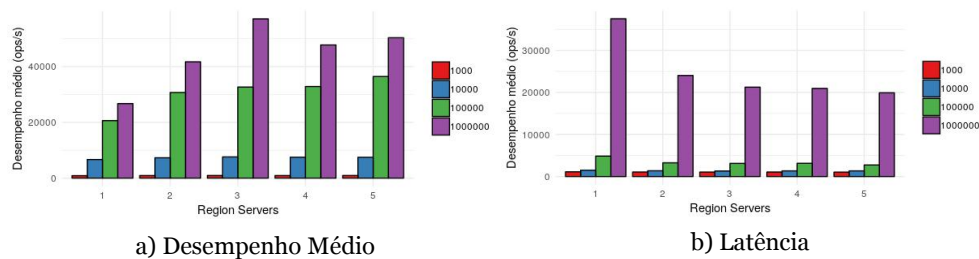 Desempenho médio (ops/s)
40000
20000
0
1 2 3 4 5
Region Servers
1000
10000
100000
1000000
a) Desempenho Médio
Desempenho médio (ops/s)
30000
20000
10000
0
1 2 3 4 5
Region Servers
1000
10000
100000
1000000
b) Latência